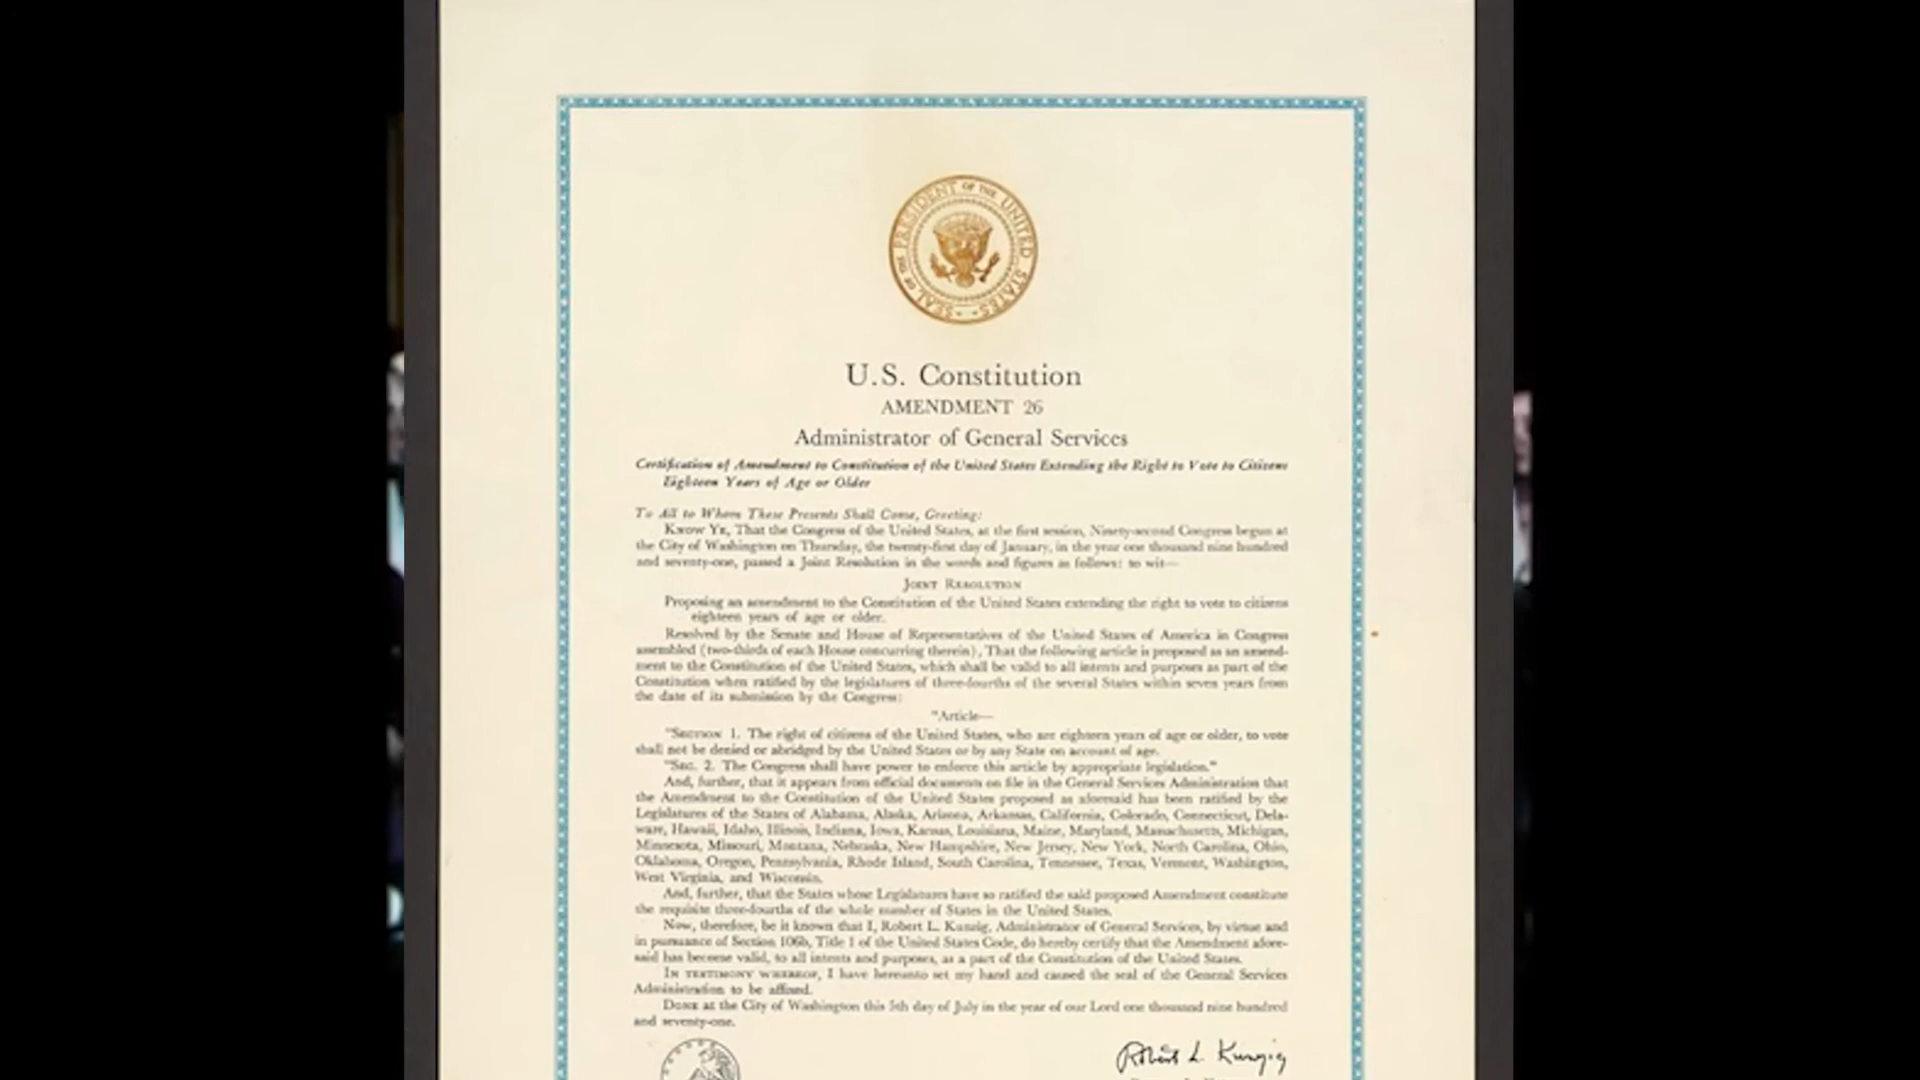 SEAL OF THE PRESIDENT OF THE UNITED STATES
U.S. Constitution
AMENDMENT 26
Administrator of General Services
Certification of Amendment to Constitution of the United States Extending the Right to Vote to Citizens
Eighteen Years of Age or Older
To All to Whom These Presents Shall Come, Greeting:
KNOW YE, That the Congress of the United States, at the first session, Ninety-second Congress begun at
the City of Washington on Thursday, the twenty-first day of January, in the year one thousand nine hundred
and seventy-one, passed a Joint Resolution in the words and figures as follows: to wit—
JOINT RESOLUTION
Proposing an amendment to the Constitution of the United States extending the right to vote to citizens
eighteen years of age or older.
Resolved by the Senate and House of Representatives of the United States of America in Congress
assembled (two-thirds of each House concurring therein), That the following article is proposed as an amend-
ment to the Constitution of the United States, which shall be valid to all intents and purposes as part of the
Constitution when ratified by the legislatures of three-fourths of the several States within seven years from
the date of its submission by the Congress:
"Article—
"SECTION 1. The right of citizens of the United States, who are eighteen years of age or older, to vote
shall not be denied or abridged by the United States or by any State on account of age.
"SEC. 2. The Congress shall have power to enforce this article by appropriate legislation."
And, further, that it appears from official documents on file in the General Services Administration that
the Amendment to the Constitution of the United States proposed as aforesaid has been ratified by the
Legislatures of the States of Alabama, Alaska, Arizona, Arkansas, California, Colorado, Connecticut, Dela-
ware, Hawaii, Idaho, Illinois, Indiana, Iowa, Kansas, Louisiana, Maine, Maryland, Massachusetts, Michigan,
Minnesota, Missouri, Montana, Nebraska, New Hampshire, New Jersey, New York, North Carolina, Ohio,
Oklahoma, Oregon, Pennsylvania, Rhode Island, South Carolina, Tennessee, Texas, Vermont, Washington,
West Virginia, and Wisconsin.
And, further, that the States whose Legislatures have so ratified the said proposed Amendment constitute
the requisite three-fourths of the whole number of States in the United States.
Now, therefore, be it known that I, Robert L. Kunzig, Administrator of General Services, by virtue and
in pursuance of Section 106b, Title 1 of the United States Code, do hereby certify that the Amendment afore-
said has become valid, to all intents and purposes, as a part of the Constitution of the United States.
IN TESTIMONY WHEREOF, I have hereunto set my hand and caused the seal of the General Services
Administration to be affixed.
DONE at the City of Washington this 5th day of July in the year of our Lord one thousand nine hundred
and seventy-one.
Robert L. Kunzig